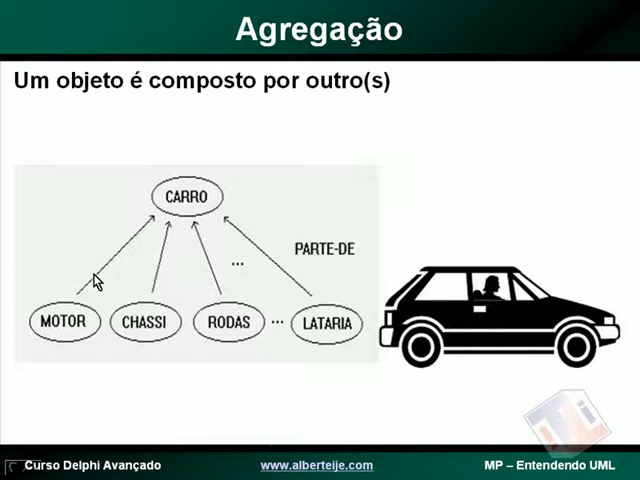 Agregação
Um objeto é composto por outro(s)
CARRO
PARTE-DE
...
MOTOR
CHASSI
RODAS
...
LATARIA
Curso Delphi Avançado
www.alberteije.com
MP – Entendendo UML